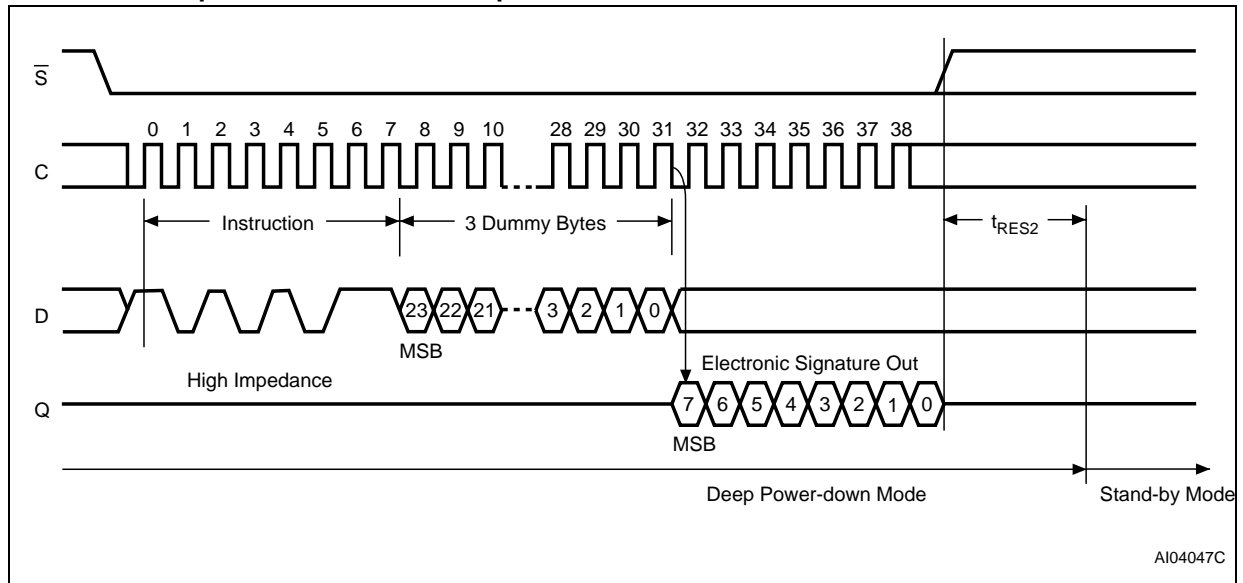 S
0 1 2 3 4 5 6 7 8 9 10 28 29 30 31 32 33 34 35 36 37 38
C
Instruction 3 Dummy Bytes tRES2
D 23 22 21 3 2 1 0
MSB
High Impedance Electronic Signature Out
Q 7 6 5 4 3 2 1 0
MSB
Deep Power-down Mode Stand-by Mode
AI04047C